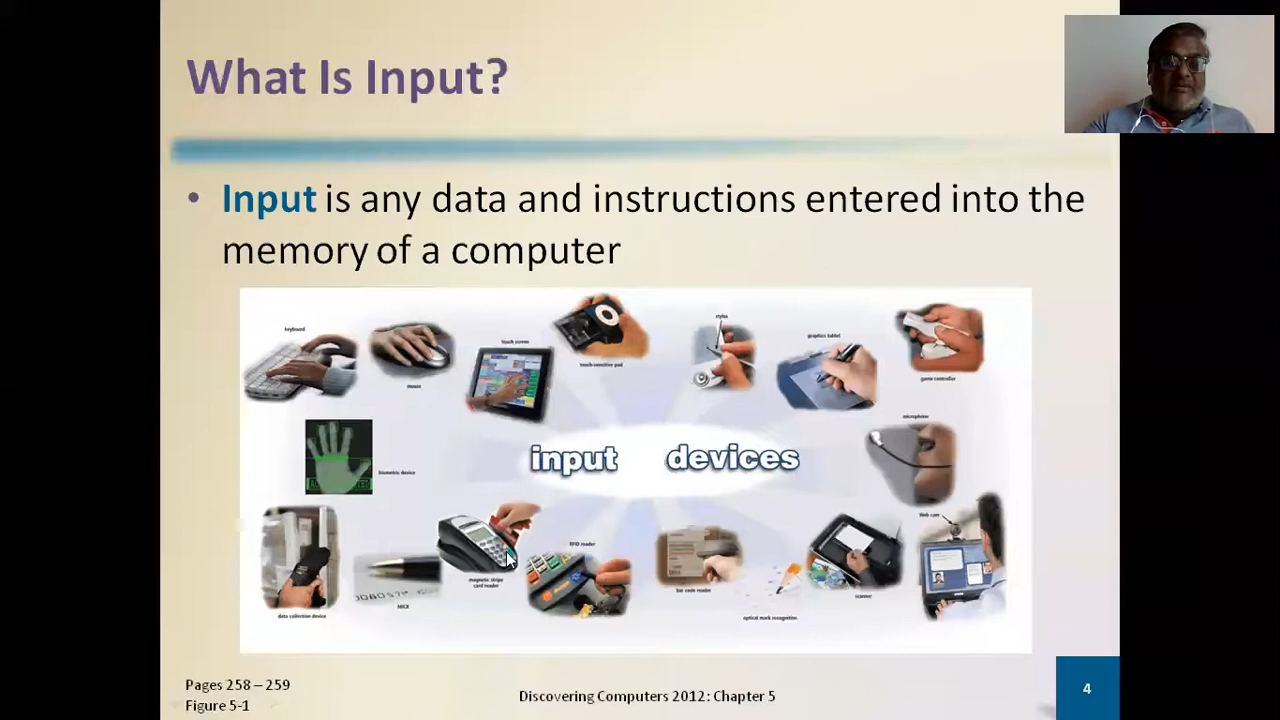 What Is Input?
• Input is any data and instructions entered into the
memory of a computer
keyboard
mouse
touch screen
touch-sensitive pad
stylus
graphics tablet
game controller
biometric device
input devices
microphone
data collection device
MICR
magnetic stripe
card reader
RFID reader
bar code reader
optical mark recognition
scanner
Web cam
Pages 258 – 259
Figure 5-1
Discovering Computers 2012: Chapter 5
4